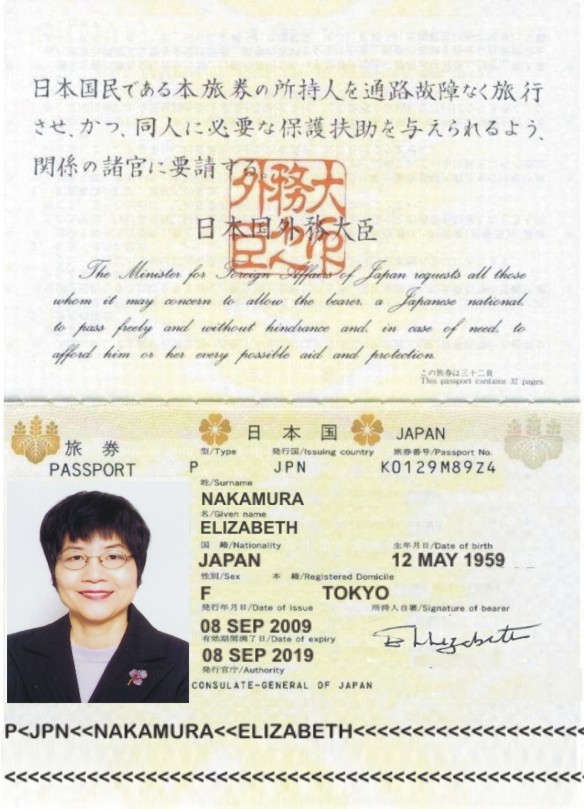 日本国民である本旅券の所持人を通路故障なく旅行
させ、かつ、同人に必要な保護扶助を与えられるよう、
関係の諸官に要請する。
日本国外務大臣
The Minister for Foreign Affairs of Japan requests all those
whom it may concern to allow the bearer, a Japanese national,
to pass freely and without hindrance and, in case of need, to
afford him or her every possible aid and protection.
この旅券は三十二頁
This passport contains 32 pages.
旅券
PASSPORT
日本国 JAPAN
型/Type 発行国/Issuing country 旅券番号/Passport No.
P JPN K0129M89Z4
姓/Surname
NAKAMURA
名/Given name
ELIZABETH
国籍/Nationality 生年月日/Date of birth
JAPAN 12 MAY 1959
性別/Sex 本籍/Registered Domicile
F TOKYO
発行年月日/Date of issue 所持人自署/Signature of bearer
08 SEP 2009
有効期間満了日/Date of expiry
08 SEP 2019
発行官庁/Authority
CONSULATE-GENERAL OF JAPAN
P<JPN<<NAKAMURA<<ELIZABETH<<<<<<<<<<<<<<<<<<<<
<<<<<<<<<<<<<<<<<<<<<<<<<<<<<<<<<<<<<<<<<<<<<<<<